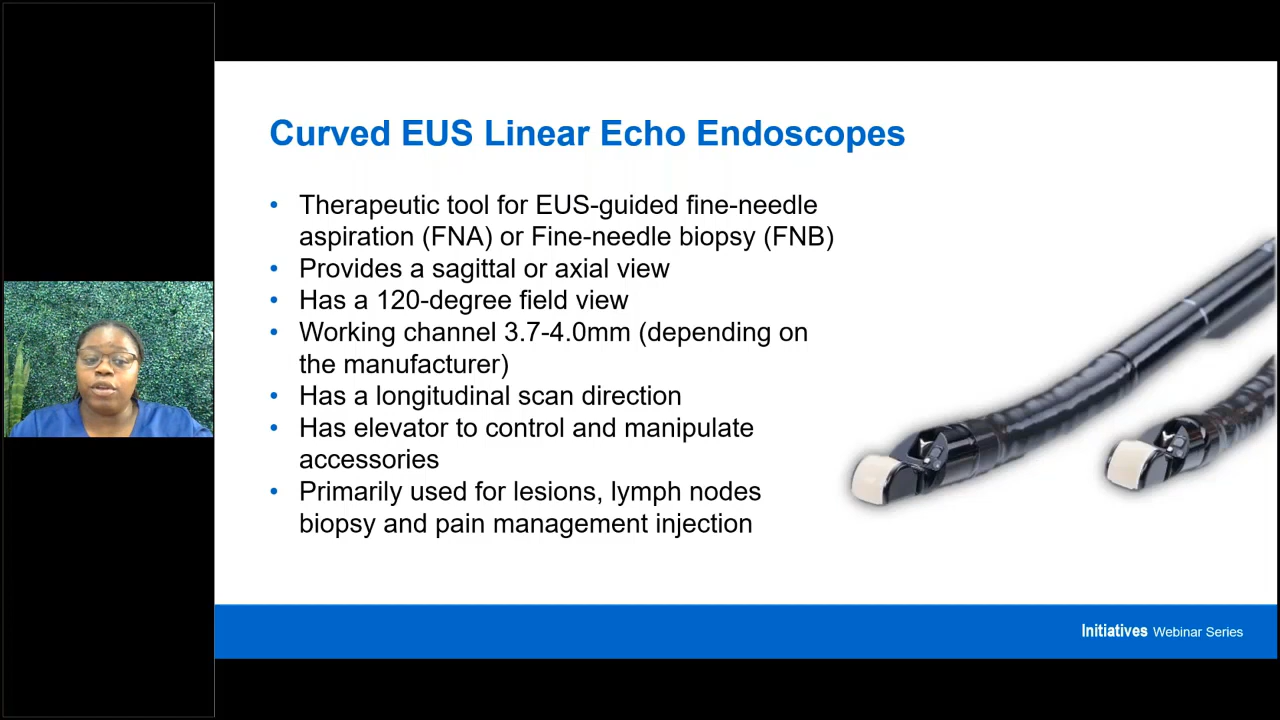 Curved EUS Linear Echo Endoscopes
• Therapeutic tool for EUS-guided fine-needle
aspiration (FNA) or Fine-needle biopsy (FNB)
• Provides a sagittal or axial view
• Has a 120-degree field view
• Working channel 3.7-4.0mm (depending on
the manufacturer)
• Has a longitudinal scan direction
• Has elevator to control and manipulate
accessories
• Primarily used for lesions, lymph nodes
biopsy and pain management injection
Initiatives Webinar Series